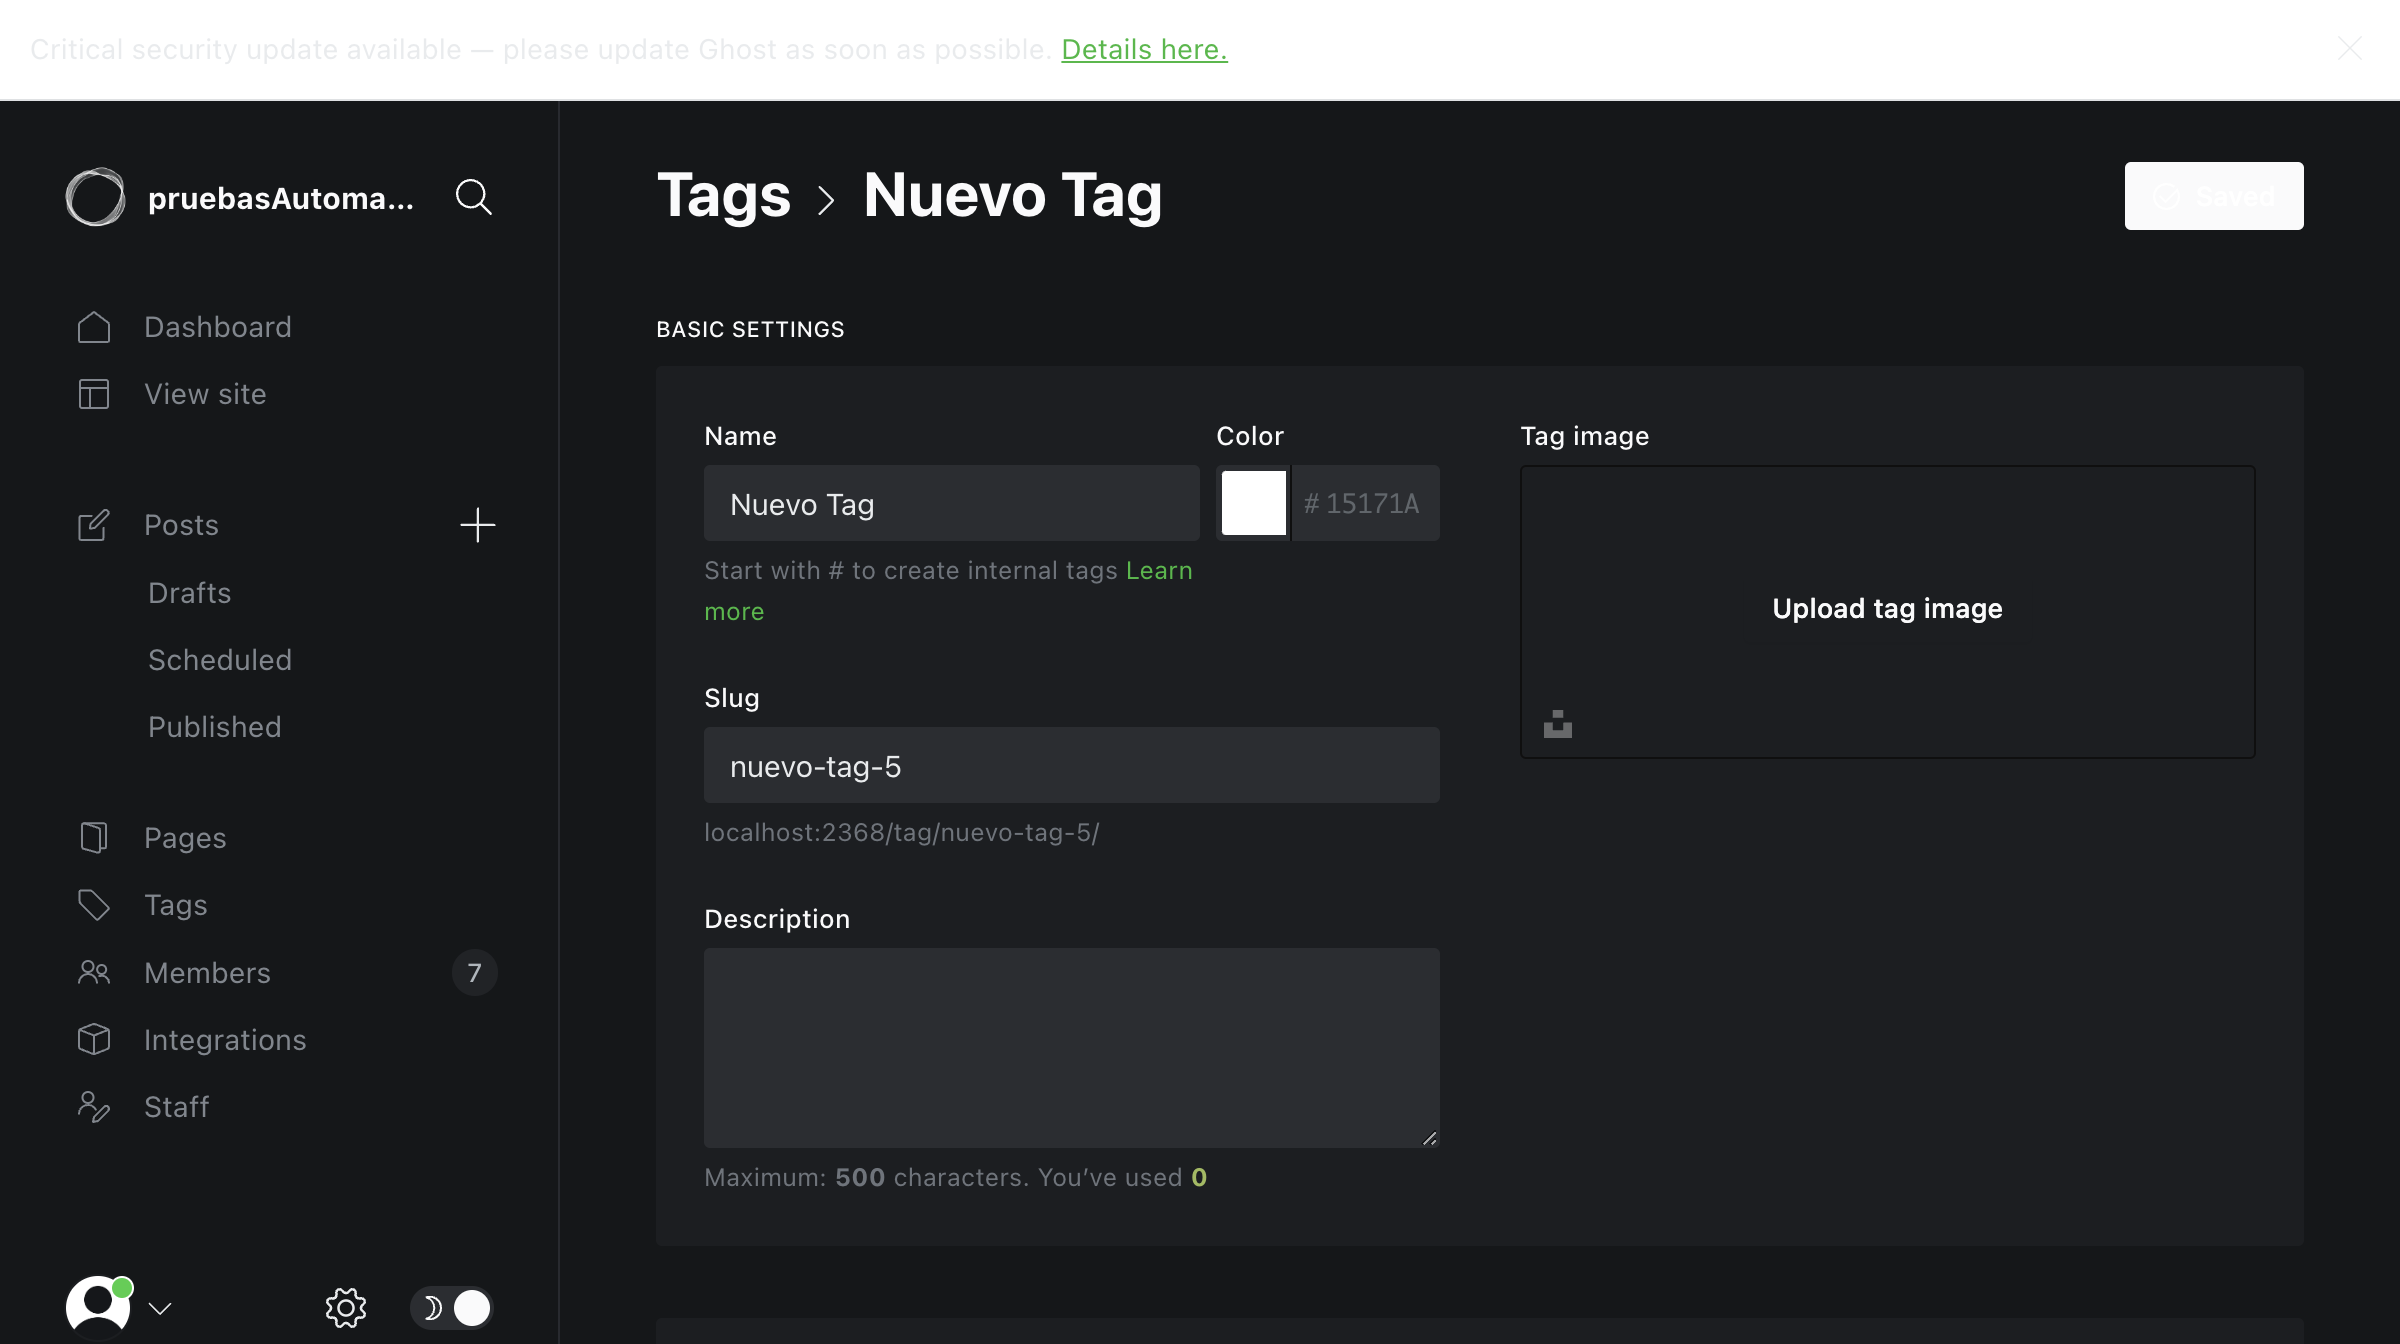 Critical security update available — please update Ghost as soon as possible. Details here.
pruebasAutoma...
Dashboard
View site
Posts
Drafts
Scheduled
Published
Pages
Tags
Members
7
Integrations
Staff
Tags > Nuevo Tag
Saved
BASIC SETTINGS
Name
Nuevo Tag
Start with # to create internal tags Learn
more
Color
# 15171A
Slug
nuevo-tag-5
localhost:2368/tag/nuevo-tag-5/
Description
Maximum: 500 characters. You’ve used 0
Tag image
Upload tag image